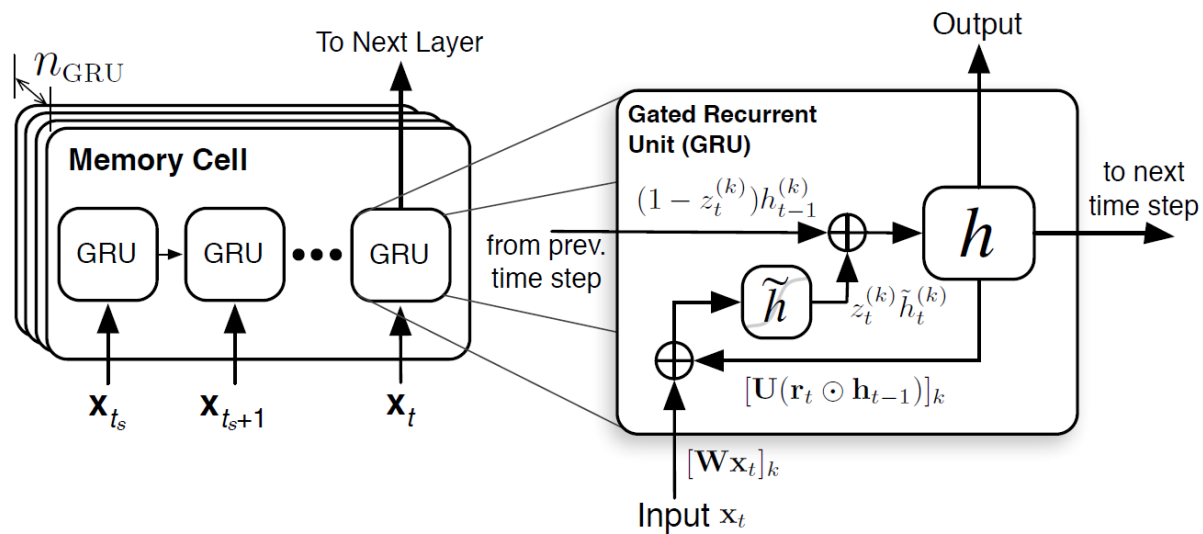 n_GRU
To Next Layer
Memory Cell
GRU
GRU
GRU
x_{t_s}
x_{t_s+1}
x_t
Output
Gated Recurrent
Unit (GRU)
(1 − z_t^{(k)})h_{t−1}^{(k)}
from prev.
time step
h
to next
time step
h̃
z_t^{(k)} h̃_t^{(k)}
[U(r_t ⊙ h_{t−1})]_k
[Wx_t]_k
Input x_t